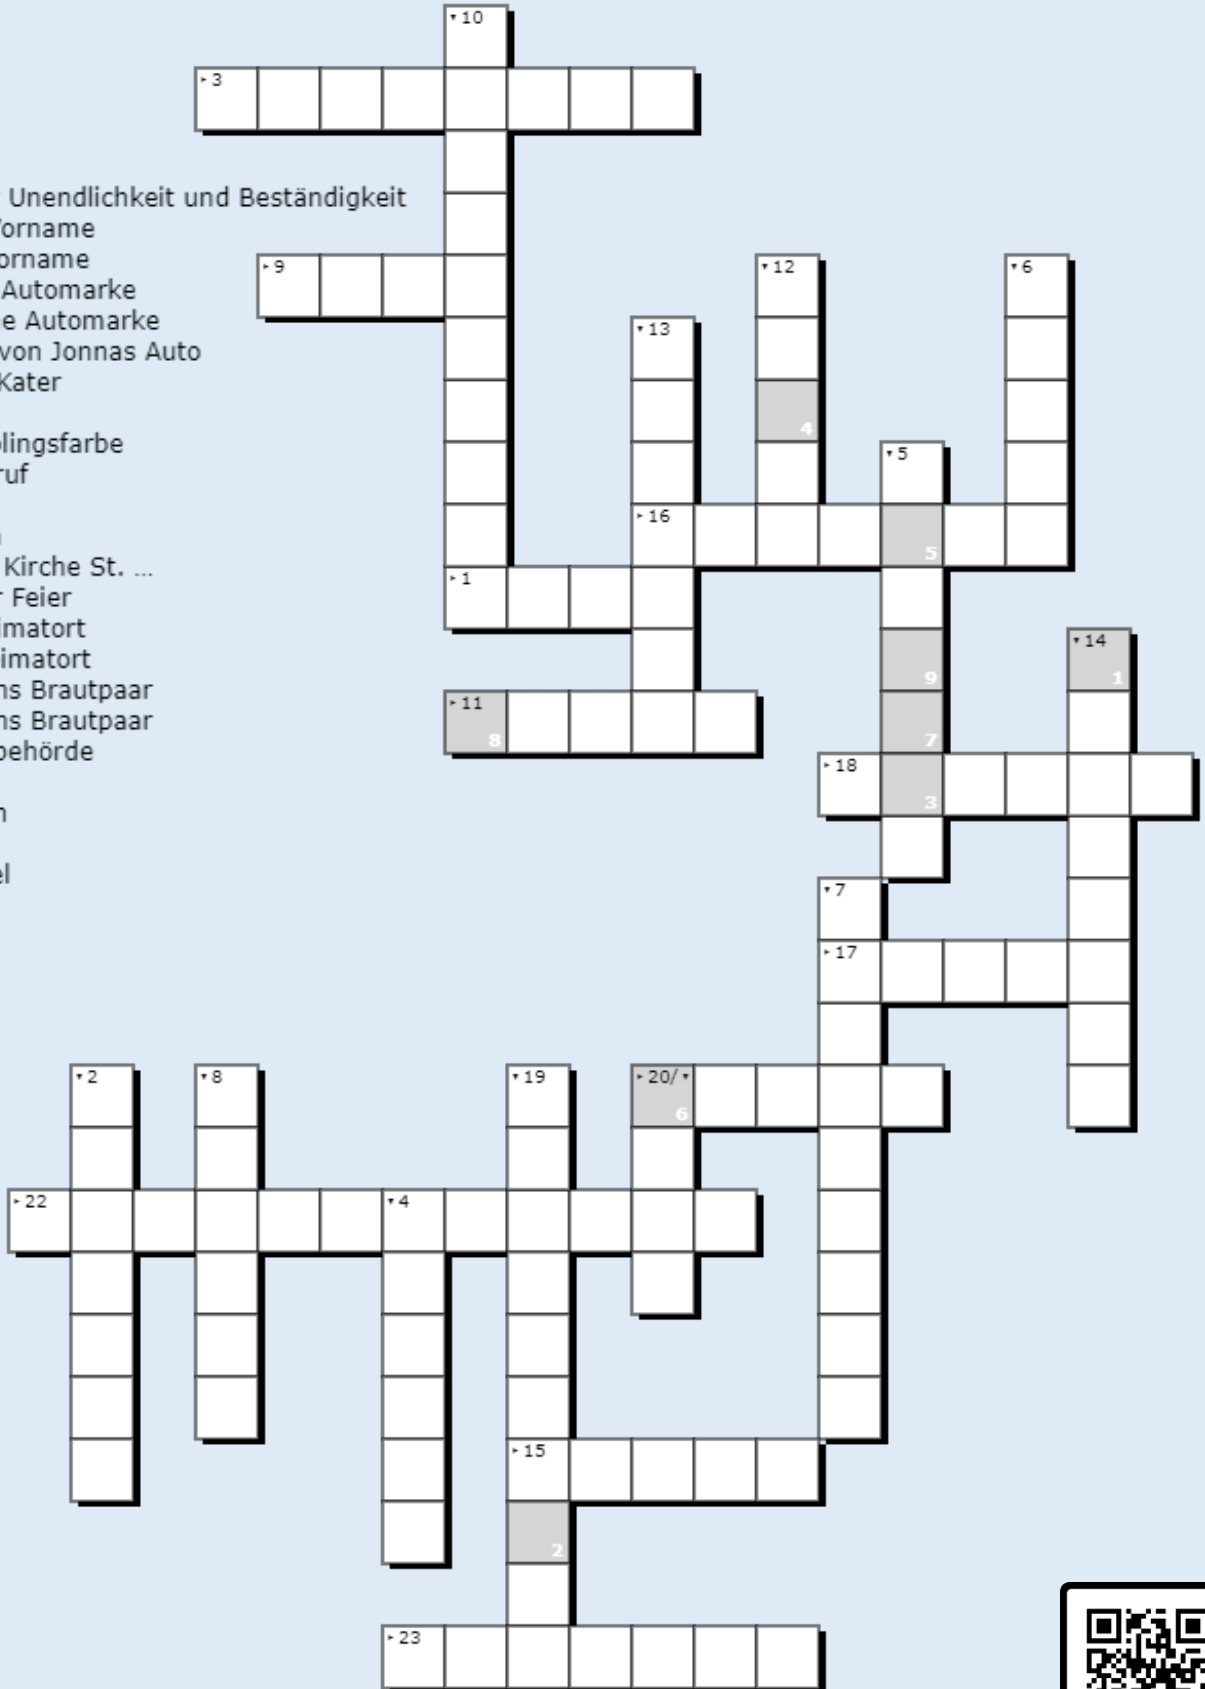 10
3
Unendlichkeit und Beständigkeit
Vorname
orname
Automarke
e Automarke
von Jonnas Auto
Kater
lingsfarbe
ruf
Kirche St. ...
r Feier
imatort
imatort
ns Brautpaar
ns Brautpaar
behörde
n
el
9
12
6
13
4
5
16
5
1
14
9
1
11
8
7
18
3
7
17
2
8
19
20/
6
22
4
15
2
23